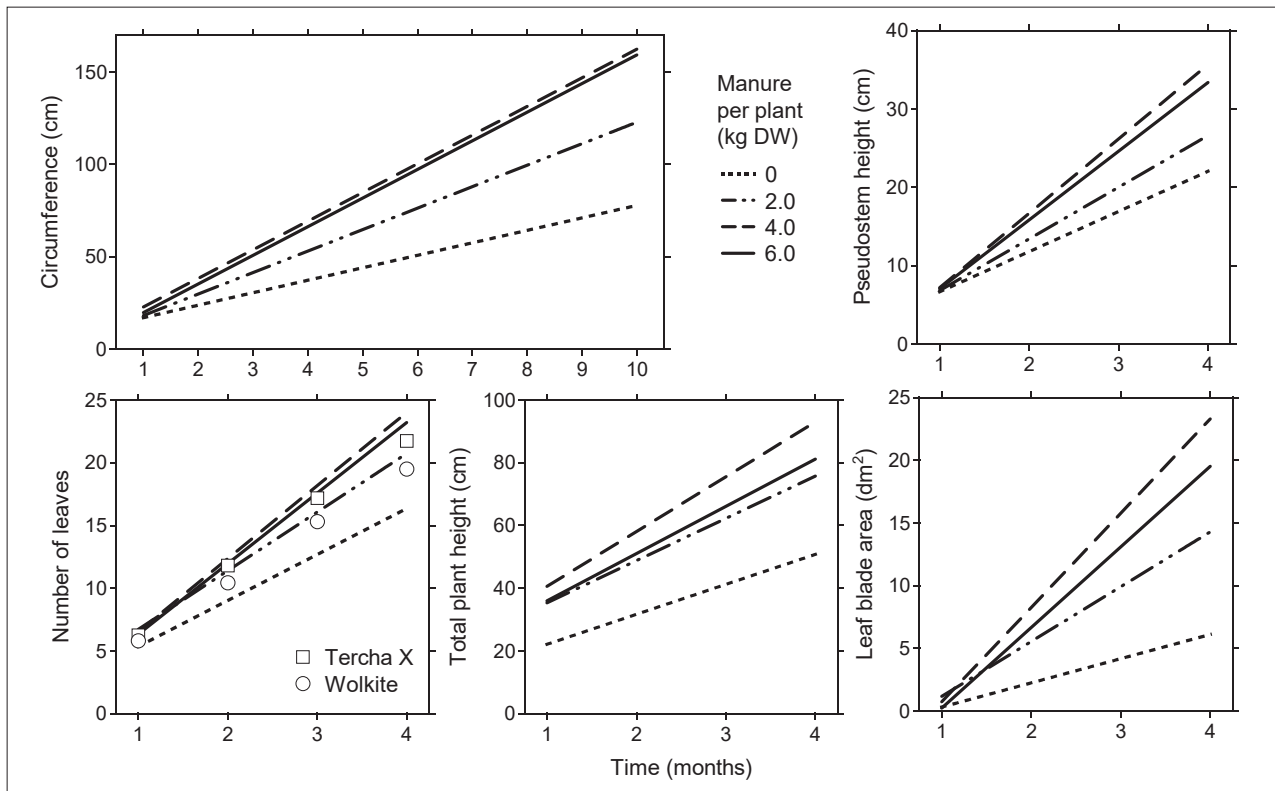 Circumference (cm)
150
100
50
0
1 2 3 4 5 6 7 8 9 10
Manure
per plant
(kg DW)
0
2.0
4.0
6.0
Pseudostem height (cm)
40
30
20
10
0
1 2 3 4
Number of leaves
25
20
15
10
5
0
1 2 3 4
Tercha X
Wolkite
Total plant height (cm)
100
80
60
40
20
0
1 2 3 4
Leaf blade area (dm²)
25
20
15
10
5
0
1 2 3 4
Time (months)